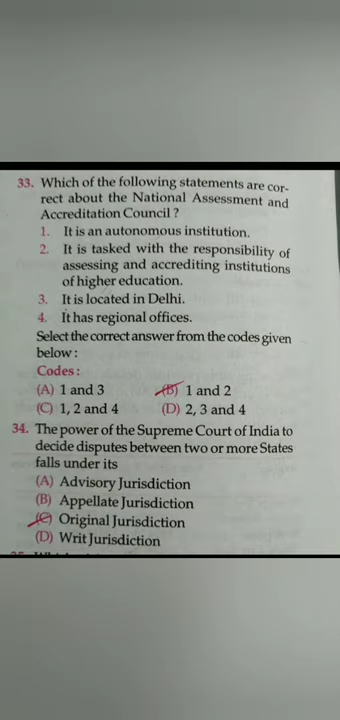 33. Which of the following statements are cor-
rect about the National Assessment and
Accreditation Council ?
1. It is an autonomous institution.
2. It is tasked with the responsibility of
assessing and accrediting institutions
of higher education.
3. It is located in Delhi.
4. It has regional offices.
Select the correct answer from the codes given
below :
Codes :
(A) 1 and 3 (B) 1 and 2
(C) 1, 2 and 4 (D) 2, 3 and 4
34. The power of the Supreme Court of India to
decide disputes between two or more States
falls under its
(A) Advisory Jurisdiction
(B) Appellate Jurisdiction
(C) Original Jurisdiction
(D) Writ Jurisdiction